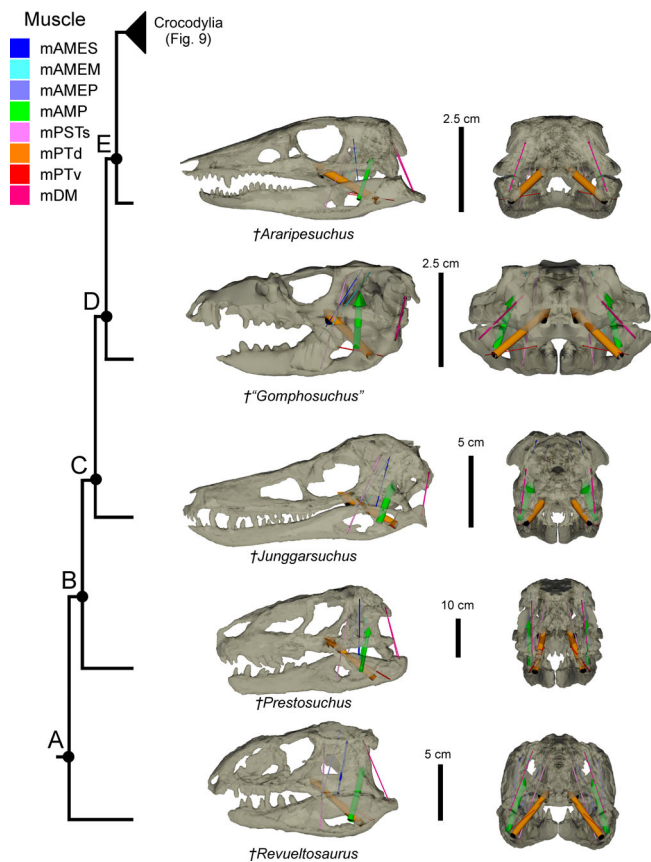 Muscle
mAMES
mAMEM
mAMEP
mAMP
mPSTs
mPTd
mPTv
mDM
Crocodylia
(Fig. 9)
E
2.5 cm
†Araripesuchus
D
2.5 cm
†"Gomphosuchus"
C
5 cm
†Junggarsuchus
B
10 cm
†Prestosuchus
A
5 cm
†Revueltosaurus